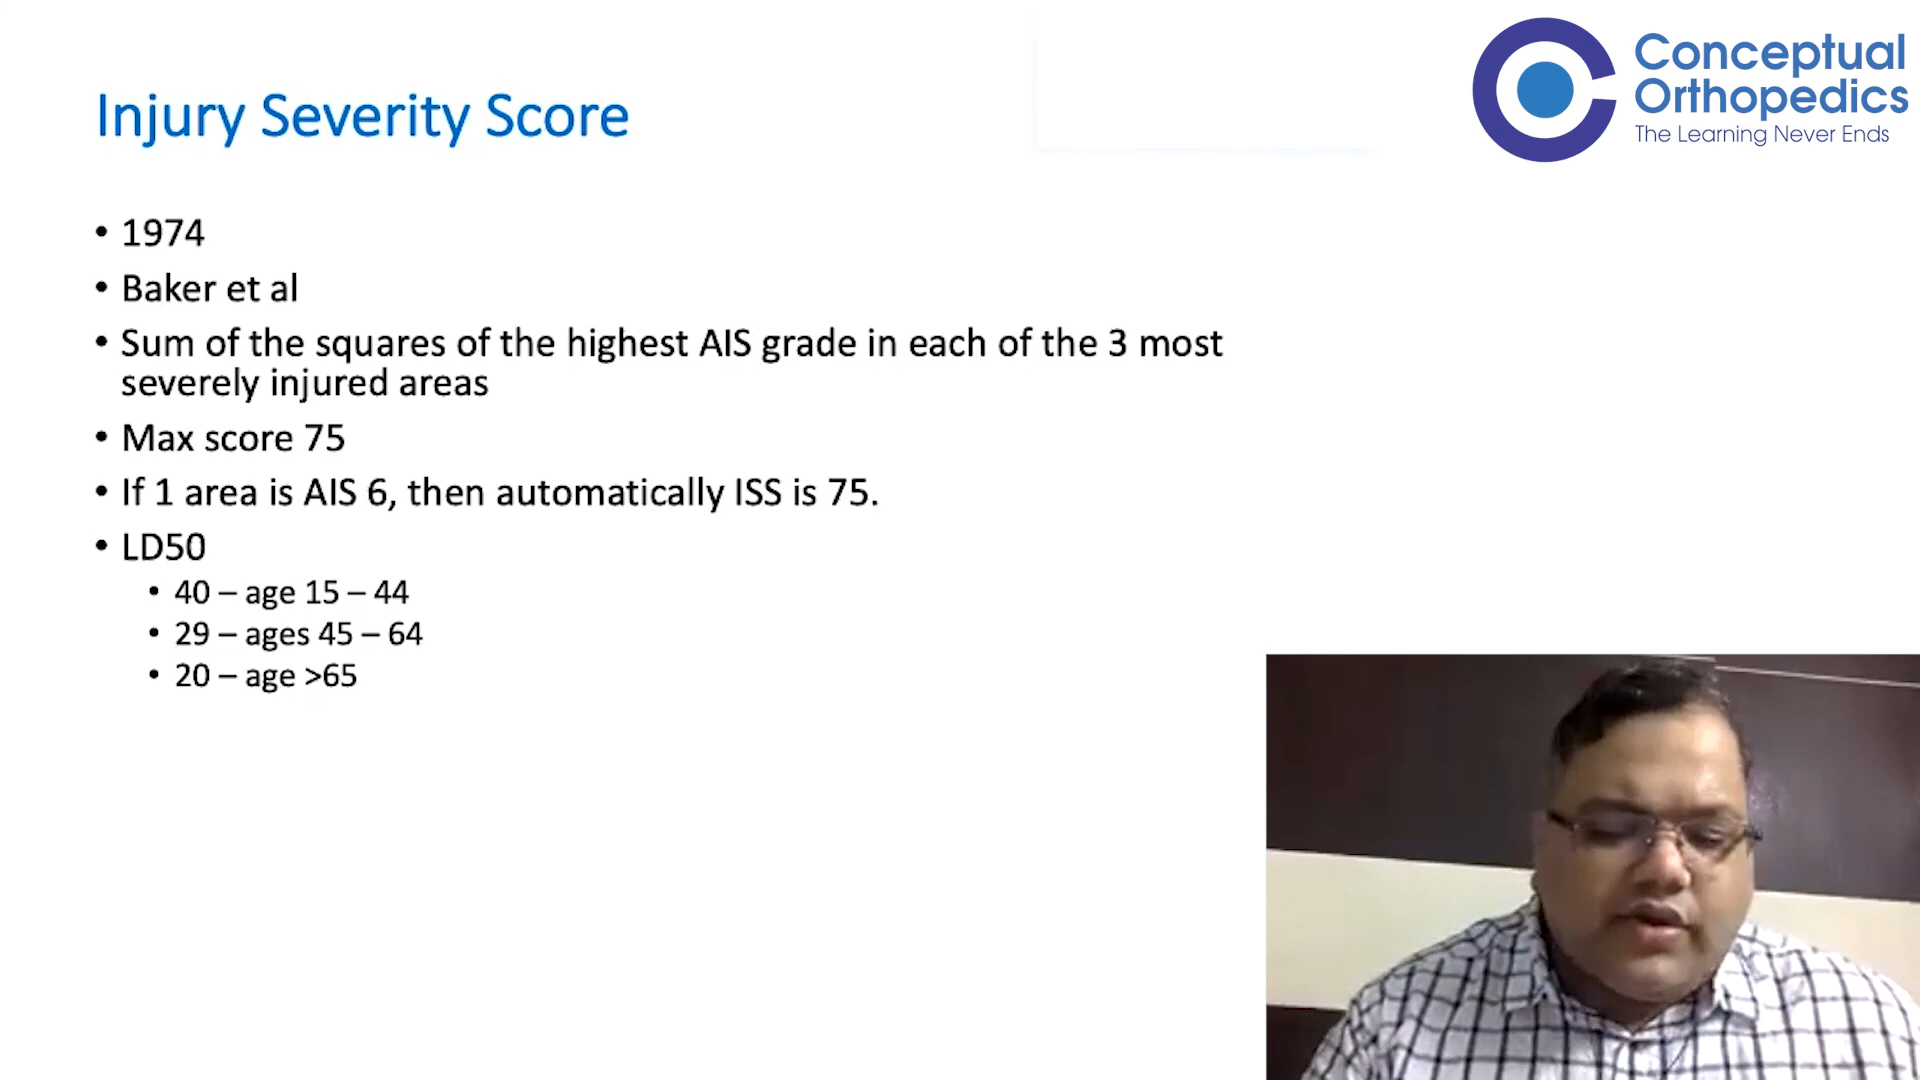 Conceptual
Orthopedics
The Learning Never Ends
Injury Severity Score
• 1974
• Baker et al
• Sum of the squares of the highest AIS grade in each of the 3 most
severely injured areas
• Max score 75
• If 1 area is AIS 6, then automatically ISS is 75.
• LD50
• 40 – age 15 – 44
• 29 – ages 45 – 64
• 20 – age >65